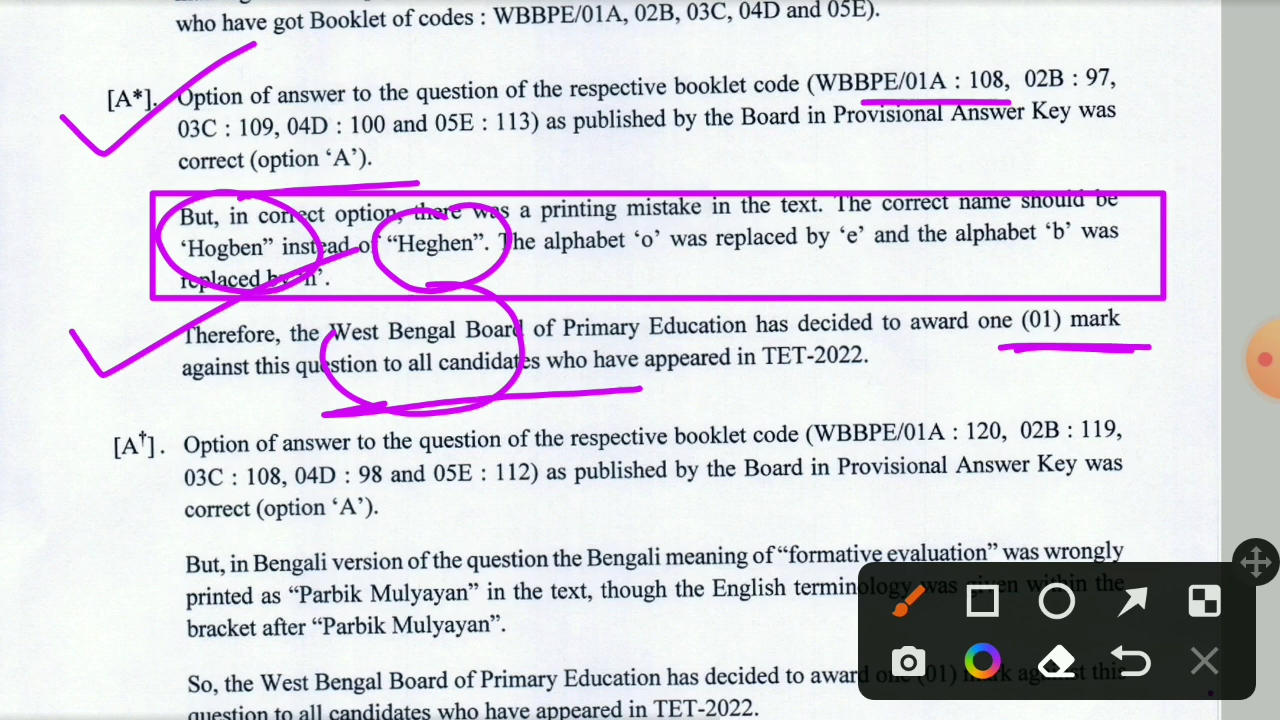 who have got Booklet of codes : WBBPE/01A, 02B, 03C, 04D and 05E).
[A*]. Option of answer to the question of the respective booklet code (WBBPE/01A : 108, 02B : 97,
03C : 109, 04D : 100 and 05E : 113) as published by the Board in Provisional Answer Key was
correct (option ‘A’).
But, in correct option, there was a printing mistake in the text. The correct name should be
‘Hogben” instead of “Heghen”. The alphabet ‘o’ was replaced by ‘e’ and the alphabet ‘b’ was
replaced by ‘h’.
Therefore, the West Bengal Board of Primary Education has decided to award one (01) mark
against this question to all candidates who have appeared in TET-2022.
[A†]. Option of answer to the question of the respective booklet code (WBBPE/01A : 120, 02B : 119,
03C : 108, 04D : 98 and 05E : 112) as published by the Board in Provisional Answer Key was
correct (option ‘A’).
But, in Bengali version of the question the Bengali meaning of “formative evaluation” was wrongly
printed as “Parbik Mulyayan” in the text, though the English terminology was given within the
bracket after “Parbik Mulyayan”.
So, the West Bengal Board of Primary Education has decided to award one (01) mark against this
question to all candidates who have appeared in TET-2022.